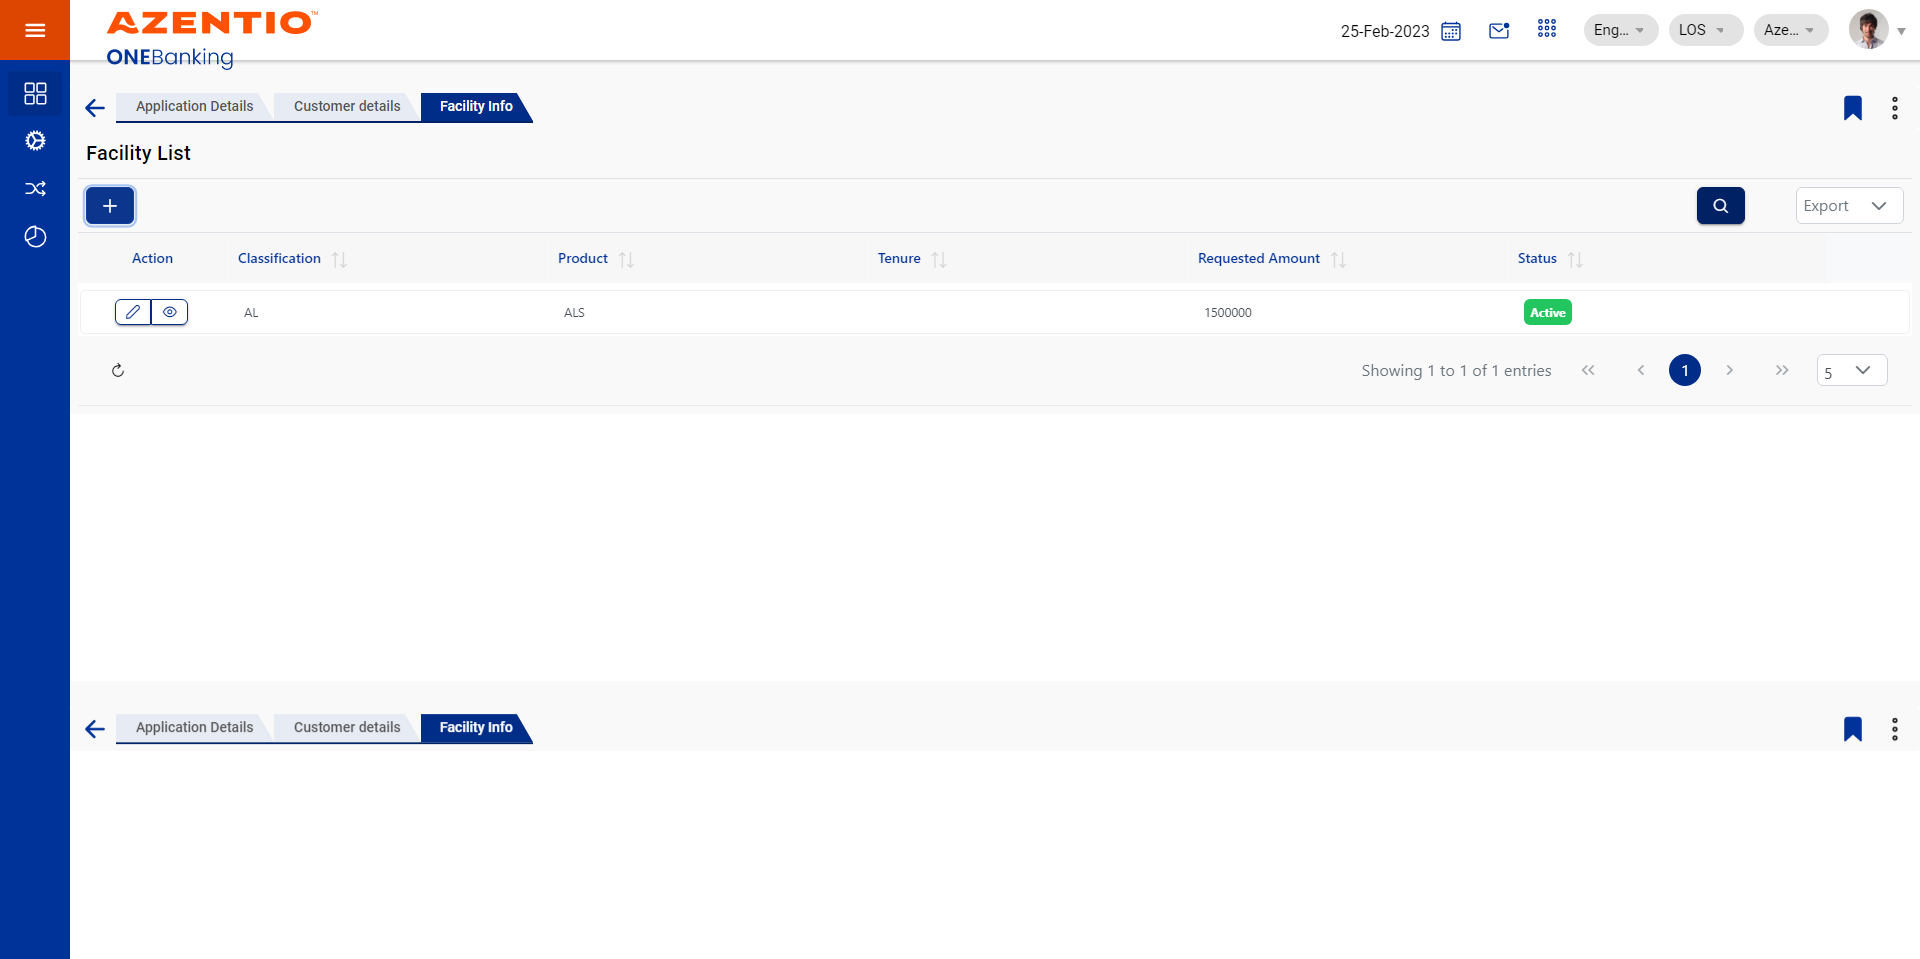 AZENTIO™
ONEBanking
25-Feb-2023
Eng...
LOS
Aze...
Application Details
Customer details
Facility Info
Facility List
Export
Action
Classification
Product
Tenure
Requested Amount
Status
AL
ALS
1500000
Active
Showing 1 to 1 of 1 entries
1
5
Application Details
Customer details
Facility Info